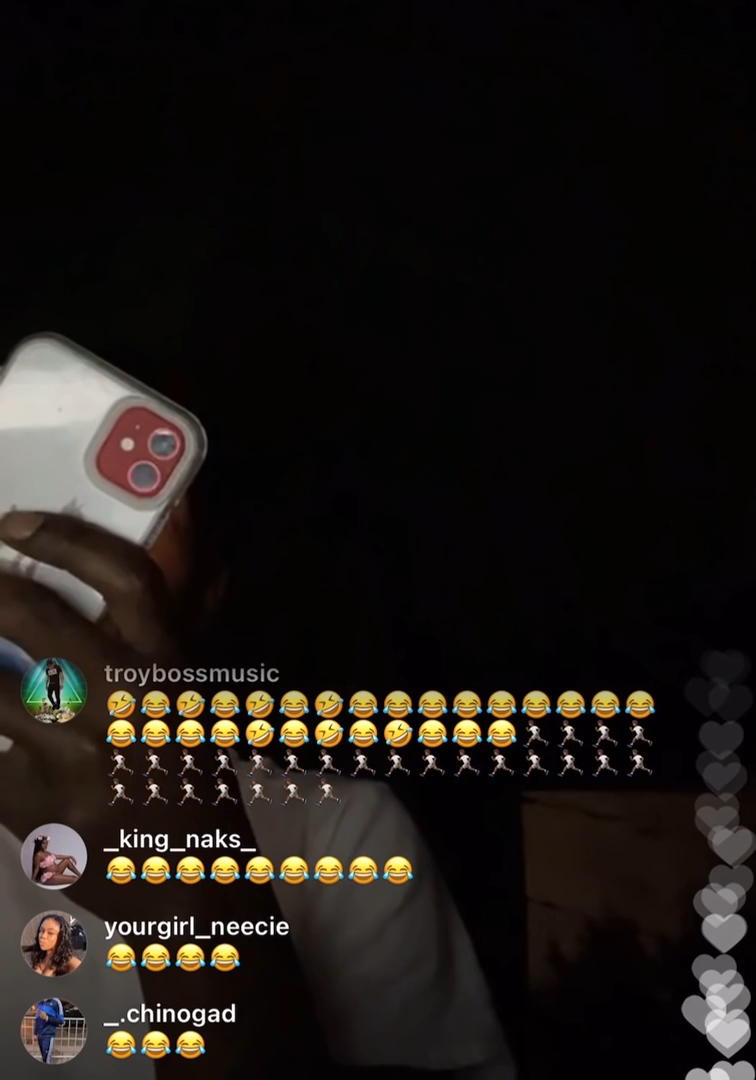 troybossmusic
🤣😂🤣😂🤣😂🤣😂😂😂😂😂😂😂😂😂
😂😂😂😂🤣😂🤣😂🤣😂😂😂🏃🏿‍♂️🏃🏿‍♂️🏃🏿‍♂️🏃🏿‍♂️
🏃🏿‍♂️🏃🏿‍♂️🏃🏿‍♂️🏃🏿‍♂️🏃🏿‍♂️🏃🏿‍♂️🏃🏿‍♂️🏃🏿‍♂️🏃🏿‍♂️🏃🏿‍♂️🏃🏿‍♂️🏃🏿‍♂️🏃🏿‍♂️🏃🏿‍♂️🏃🏿‍♂️🏃🏿‍♂️
🏃🏿‍♂️🏃🏿‍♂️🏃🏿‍♂️🏃🏿‍♂️🏃🏿‍♂️🏃🏿‍♂️🏃🏿‍♂️
_king_naks_
😂😂😂😂😂😂😂😂😂
yourgirl_neecie
😂😂😂😂
_.chinogad
😂😂😂